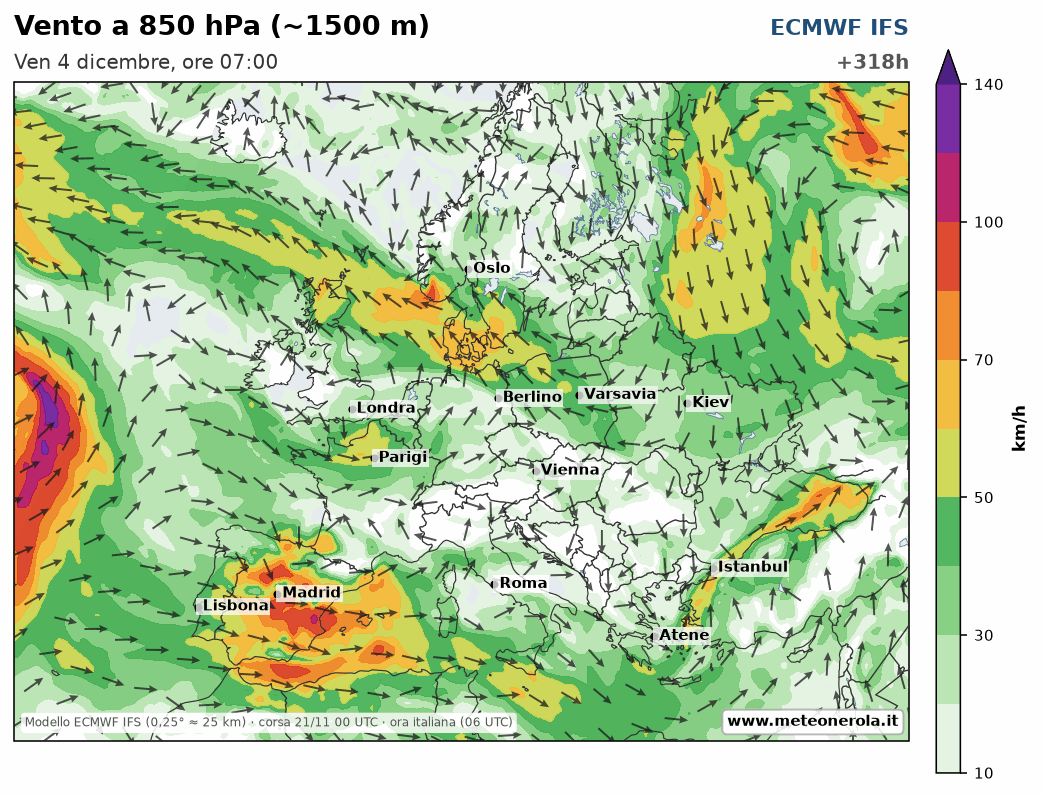 Vento a 850 hPa (~1500 m)
ECMWF IFS
Ven 4 dicembre, ore 07:00
+318h
140
100
70
50
30
10
km/h
Oslo
Berlino
Varsavia
Kiev
Londra
Parigi
Vienna
Istanbul
Roma
Madrid
Lisbona
Atene
Modello ECMWF IFS (0,25° ≈ 25 km) · corsa 21/11 00 UTC · ora italiana (06 UTC)
www.meteonerola.it